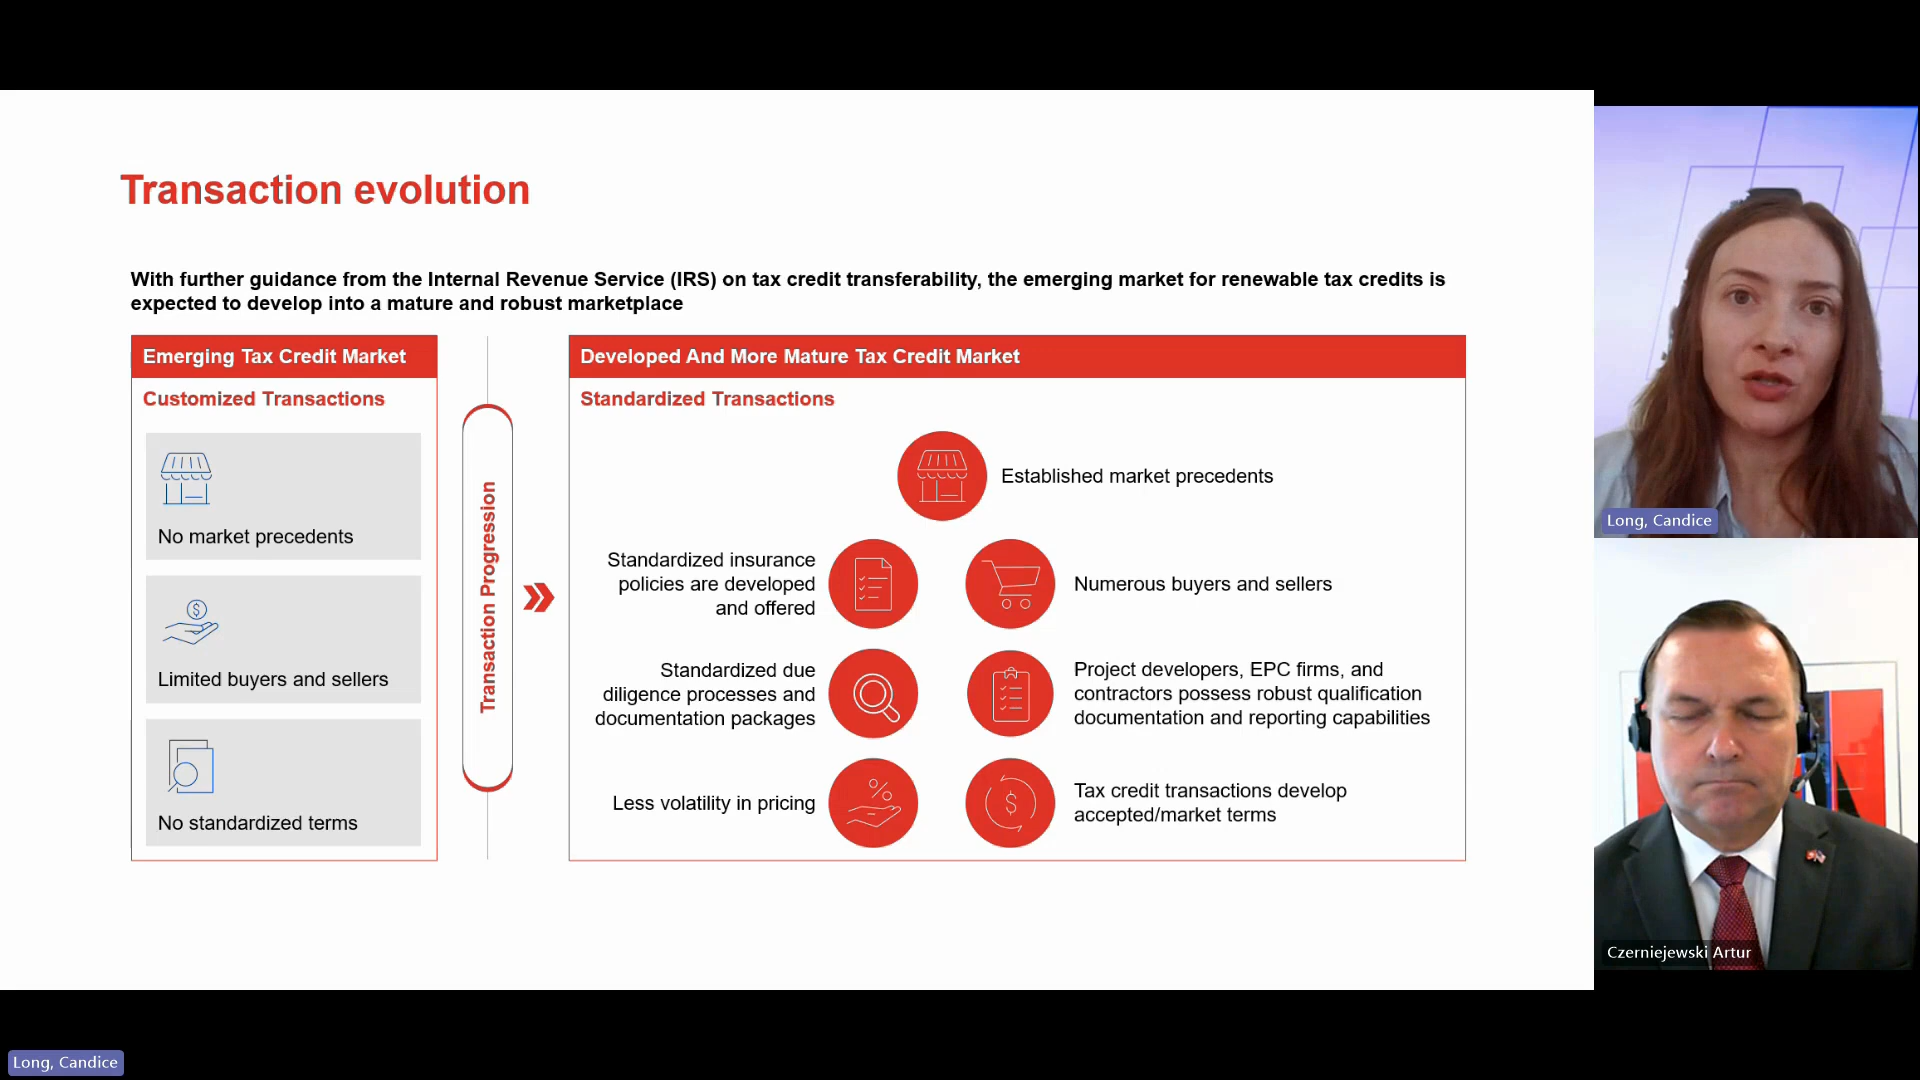 Transaction evolution
With further guidance from the Internal Revenue Service (IRS) on tax credit transferability, the emerging market for renewable tax credits is
expected to develop into a mature and robust marketplace
Emerging Tax Credit Market
Customized Transactions
No market precedents
Limited buyers and sellers
No standardized terms
Transaction Progression
Developed And More Mature Tax Credit Market
Standardized Transactions
Established market precedents
Standardized insurance
policies are developed
and offered
Numerous buyers and sellers
Standardized due
diligence processes and
documentation packages
Project developers, EPC firms, and
contractors possess robust qualification
documentation and reporting capabilities
Less volatility in pricing
Tax credit transactions develop
accepted/market terms
Long, Candice
Czerniejewski Artur
Long, Candice